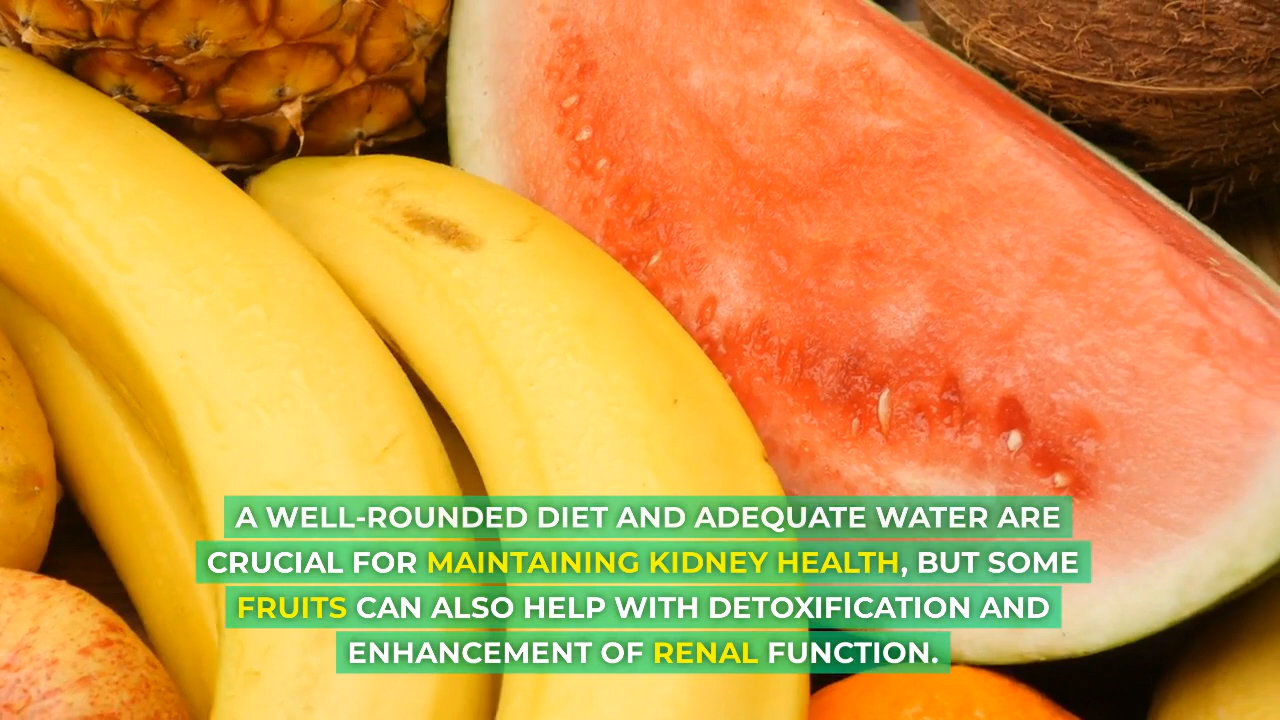 A WELL-ROUNDED DIET AND ADEQUATE WATER ARE
CRUCIAL FOR MAINTAINING KIDNEY HEALTH, BUT SOME
FRUITS CAN ALSO HELP WITH DETOXIFICATION AND
ENHANCEMENT OF RENAL FUNCTION.